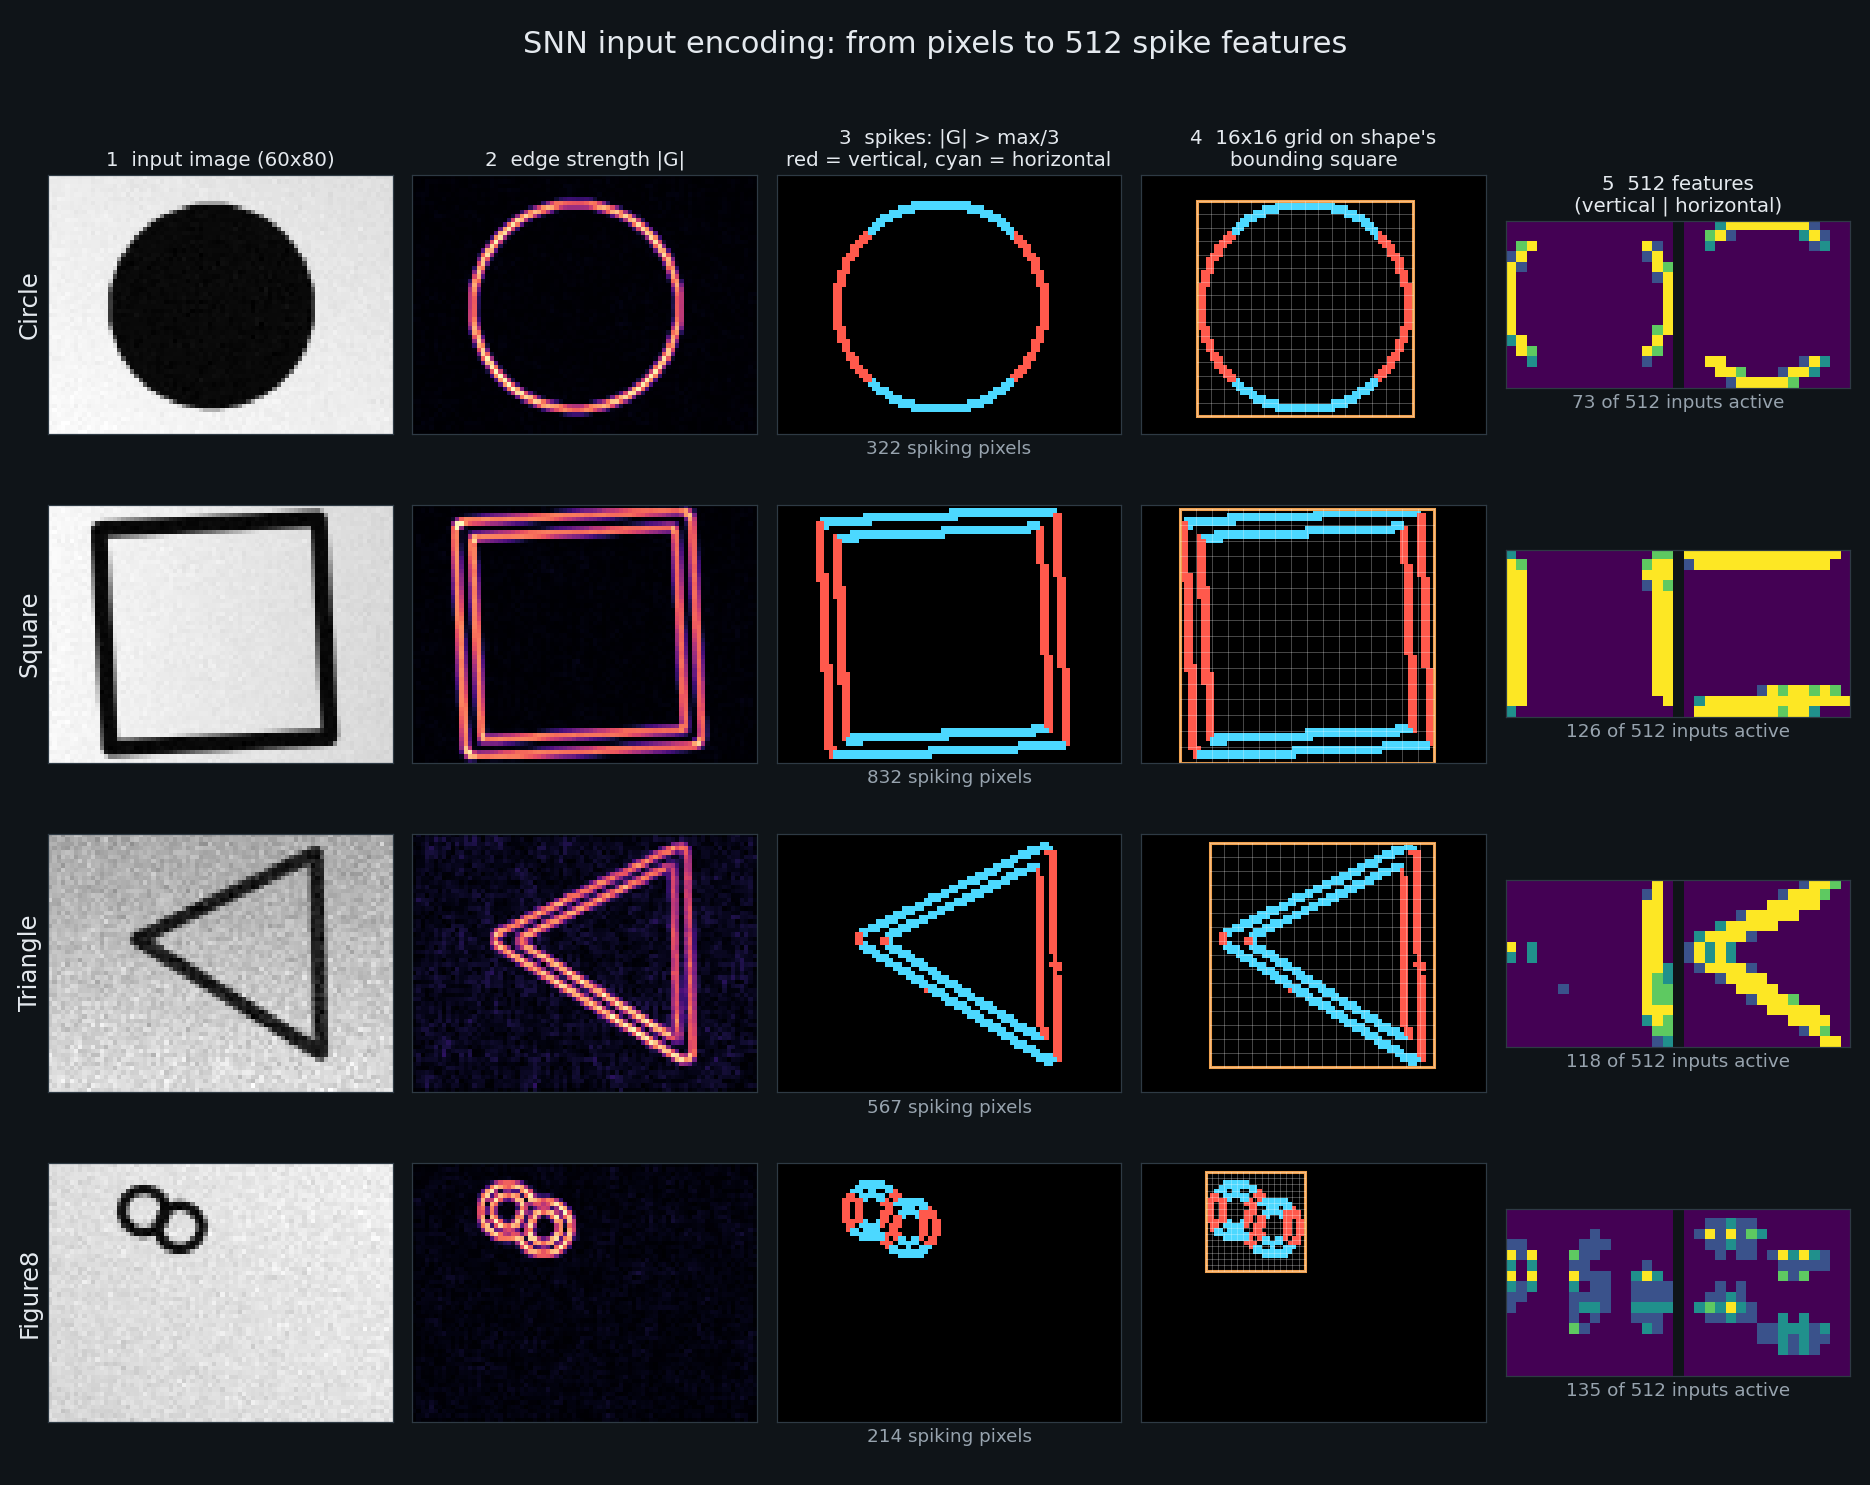 SNN input encoding: from pixels to 512 spike features
1  input image (60x80)
2  edge strength |G|
3  spikes: |G| > max/3
red = vertical, cyan = horizontal
4  16x16 grid on shape's
bounding square
5  512 features
(vertical | horizontal)
Circle
322 spiking pixels
73 of 512 inputs active
Square
832 spiking pixels
126 of 512 inputs active
Triangle
567 spiking pixels
118 of 512 inputs active
Figure8
214 spiking pixels
135 of 512 inputs active